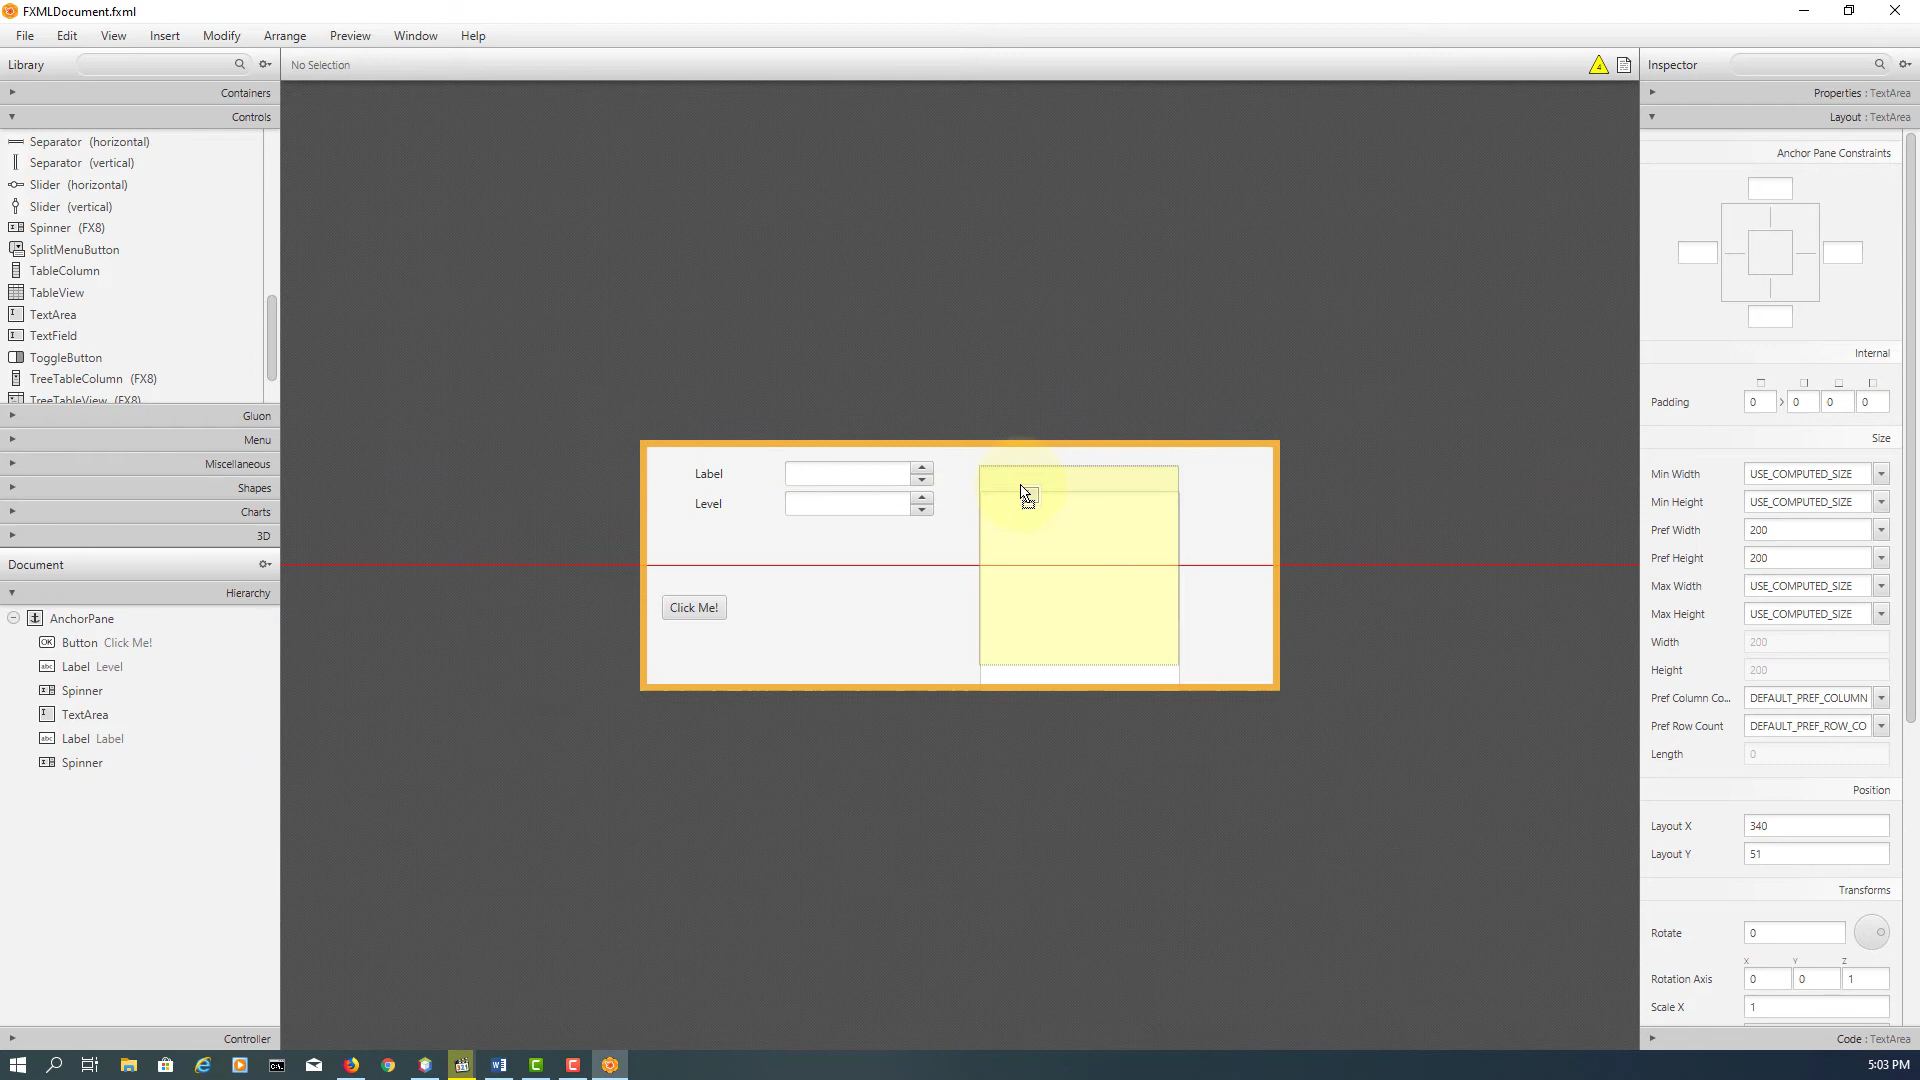 FXMLDocument.fxml
File Edit View Insert Modify Arrange Preview Window Help
Library
No Selection
4
Inspector
Containers
Controls
Separator (horizontal)
Separator (vertical)
Slider (horizontal)
Slider (vertical)
Spinner (FX8)
SplitMenuButton
TableColumn
TableView
TextArea
TextField
ToggleButton
TreeTableColumn (FX8)
TreeTableView (FX8)
Gluon
Menu
Miscellaneous
Shapes
Charts
3D
Document
Hierarchy
AnchorPane
OK Button Click Me!
abc Label Level
Spinner
TextArea
abc Label Label
Spinner
Controller
Label
Level
Click Me!
Properties : TextArea
Layout : TextArea
Anchor Pane Constraints
Internal
Padding 0 0 0 0
Size
Min Width USE_COMPUTED_SIZE
Min Height USE_COMPUTED_SIZE
Pref Width 200
Pref Height 200
Max Width USE_COMPUTED_SIZE
Max Height USE_COMPUTED_SIZE
Width 200
Height 200
Pref Column Co... DEFAULT_PREF_COLUMN
Pref Row Count DEFAULT_PREF_ROW_CO
Length 0
Position
Layout X 340
Layout Y 51
Transforms
Rotate 0
X Y Z
Rotation Axis 0 0 1
Scale X 1
Code : TextArea
5:03 PM